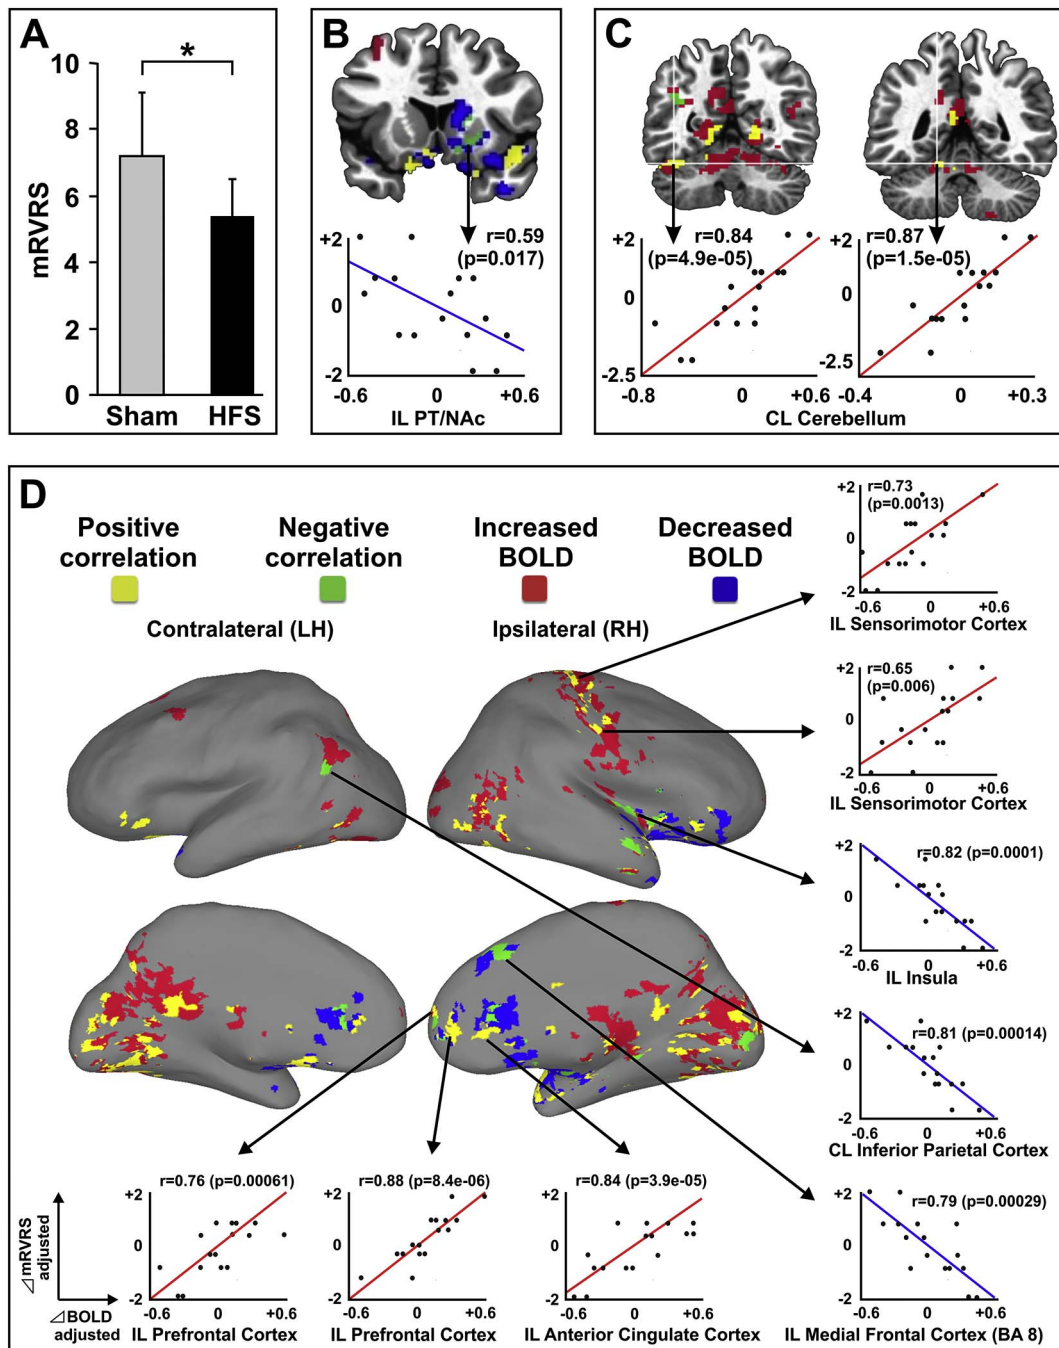 A
10
8
6
4
2
0
mRVRS
*
Sham HFS
B
+2
0
-2
r=0.59
(p=0.017)
-0.6 0 +0.6
IL PT/NAc
C
+2
0
-2.5
r=0.84
(p=4.9e-05)
-0.8 0 +0.6
+2
0
-2.5
r=0.87
(p=1.5e-05)
-0.4 0 +0.3
CL Cerebellum
D
Positive correlation
Negative correlation
Increased BOLD
Decreased BOLD
Contralateral (LH)
Ipsilateral (RH)
+2
0
-2
r=0.73
(p=0.0013)
-0.6 0 +0.6
IL Sensorimotor Cortex
+2
0
-2
r=0.65
(p=0.006)
-0.6 0 +0.6
IL Sensorimotor Cortex
+2
0
-2
r=0.82 (p=0.0001)
-0.6 0 +0.6
IL Insula
+2
0
-2
r=0.81 (p=0.00014)
-0.6 0 +0.6
CL Inferior Parietal Cortex
⊿mRVRS
adjusted
⊿BOLD
adjusted
r=0.76 (p=0.00061)
+2
0
-2
-0.6 0 +0.6
IL Prefrontal Cortex
r=0.88 (p=8.4e-06)
+2
0
-2
-0.6 0 +0.6
IL Prefrontal Cortex
r=0.84 (p=3.9e-05)
+2
0
-2
-0.6 0 +0.6
IL Anterior Cingulate Cortex
+2
0
-2
r=0.79 (p=0.00029)
-0.6 0 +0.6
IL Medial Frontal Cortex (BA 8)